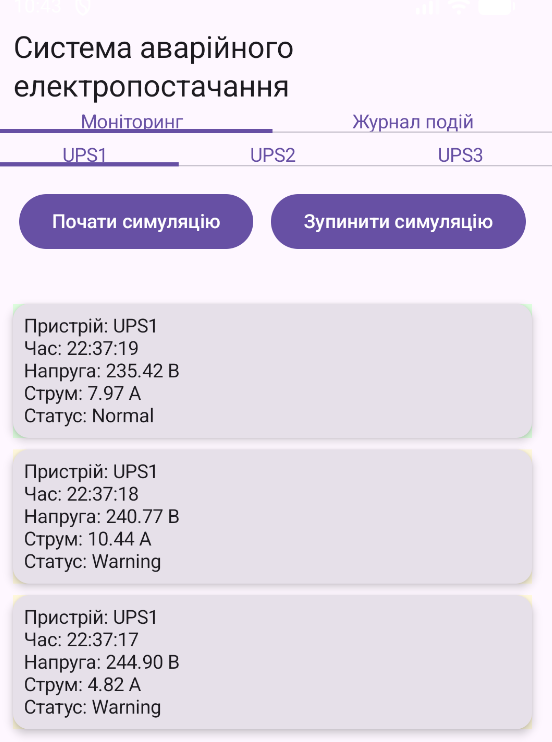 Система аварійного
електропостачання
Моніторинг Журнал подій
UPS1 UPS2 UPS3
Почати симуляцію Зупинити симуляцію
Пристрій: UPS1
Час: 22:37:19
Напруга: 235.42 В
Струм: 7.97 А
Статус: Normal
Пристрій: UPS1
Час: 22:37:18
Напруга: 240.77 В
Струм: 10.44 А
Статус: Warning
Пристрій: UPS1
Час: 22:37:17
Напруга: 244.90 В
Струм: 4.82 А
Статус: Warning